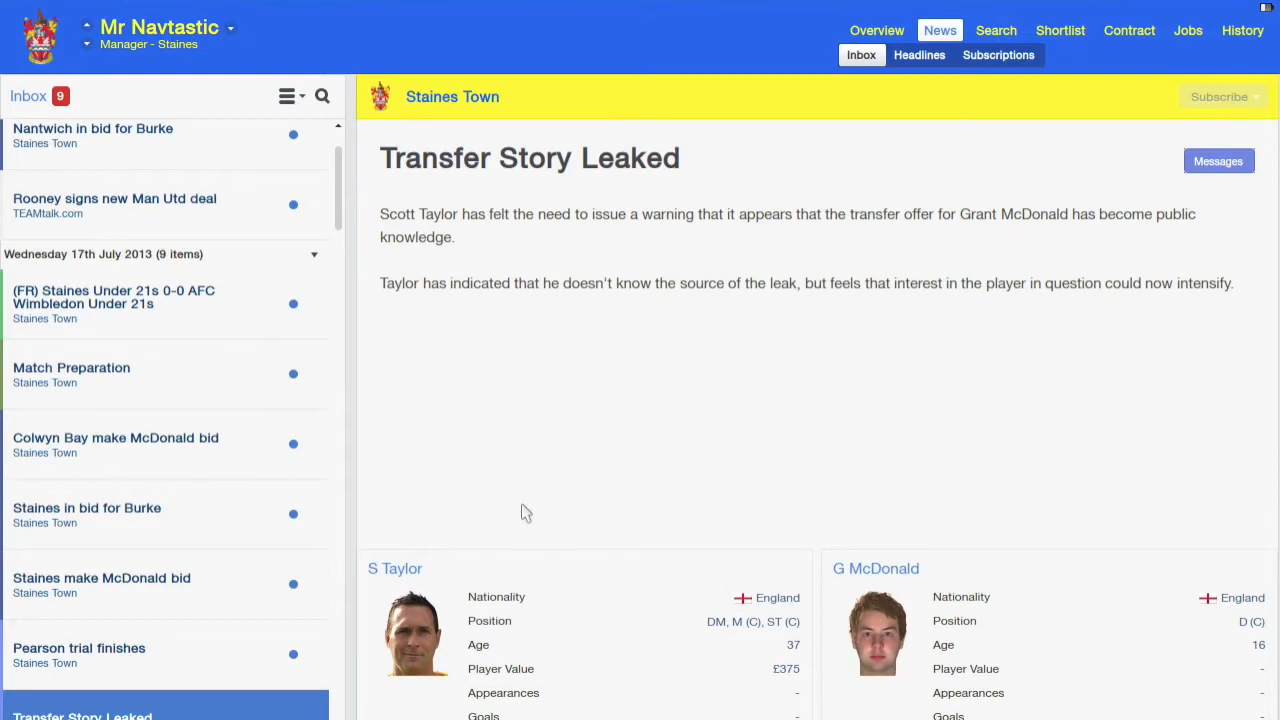 Mr Navtastic
Manager - Staines
Overview
News
Search
Shortlist
Contract
Jobs
History
Inbox
Headlines
Subscriptions
Inbox 9
Nantwich in bid for Burke
Staines Town
Rooney signs new Man Utd deal
TEAMtalk.com
Wednesday 17th July 2013 (9 items)
(FR) Staines Under 21s 0-0 AFC
Wimbledon Under 21s
Staines Town
Match Preparation
Staines Town
Colwyn Bay make McDonald bid
Staines Town
Staines in bid for Burke
Staines Town
Staines make McDonald bid
Staines Town
Pearson trial finishes
Staines Town
Transfer Story Leaked
Staines Town
Subscribe
Transfer Story Leaked
Messages
Scott Taylor has felt the need to issue a warning that it appears that the transfer offer for Grant McDonald has become public
knowledge.
Taylor has indicated that he doesn't know the source of the leak, but feels that interest in the player in question could now intensify.
S Taylor
Nationality England
Position DM, M (C), ST (C)
Age 37
Player Value £375
Appearances -
Goals -
G McDonald
Nationality England
Position D (C)
Age 16
Player Value -
Appearances -
Goals -